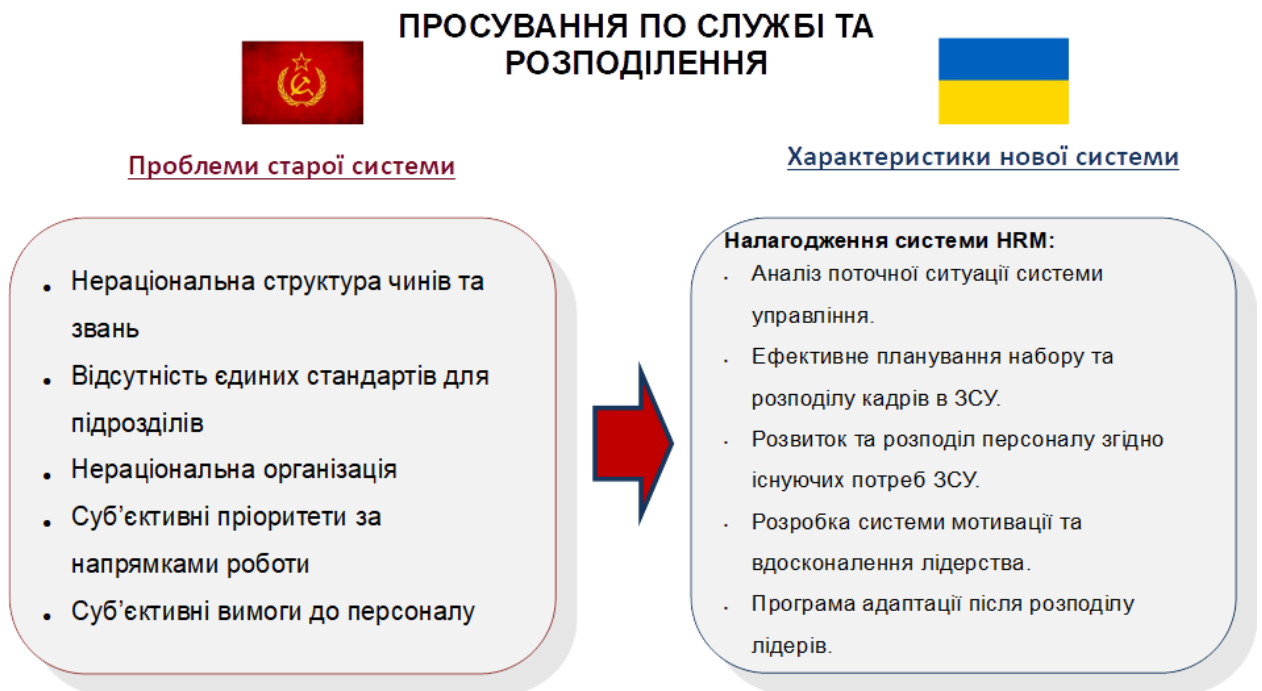 ПРОСУВАННЯ ПО СЛУЖБІ ТА
РОЗПОДІЛЕННЯ
Проблеми старої системи
• Нераціональна структура чинів та
звань
• Відсутність єдиних стандартів для
підрозділів
• Нераціональна організація
• Суб’єктивні пріоритети за
напрямками роботи
• Суб’єктивні вимоги до персоналу
Характеристики нової системи
Налагодження системи HRM:
• Аналіз поточної ситуації системи
управління.
• Ефективне планування набору та
розподілу кадрів в ЗСУ.
• Розвиток та розподіл персоналу згідно
існуючих потреб ЗСУ.
• Розробка системи мотивації та
вдосконалення лідерства.
• Програма адаптації після розподілу
лідерів.